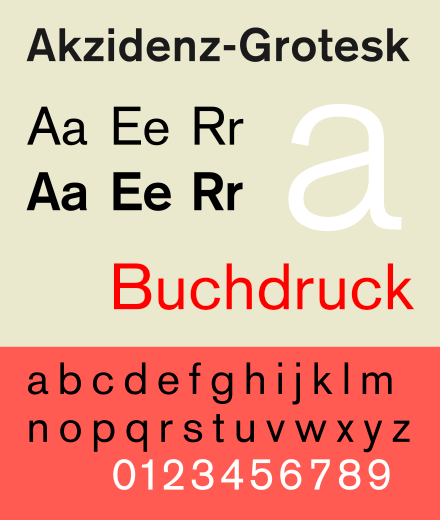 Akzidenz-Grotesk
Aa Ee Rr
Aa Ee Rr
a
Buchdruck
a b c d e f g h i j k l m
n o p q r s t u v w x y z
0123456789